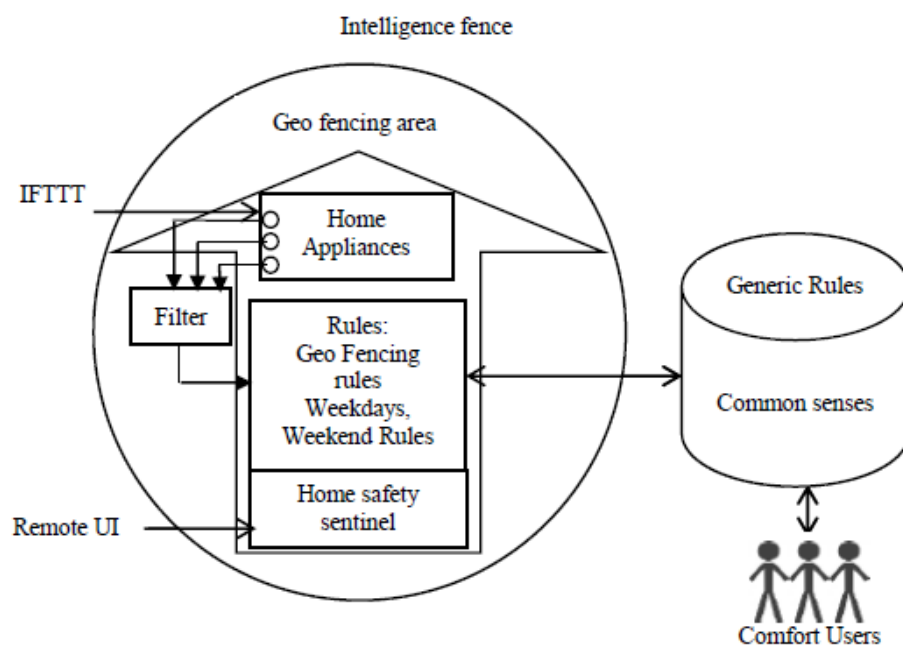 Intelligence fence
Geo fencing area
IFTTT
Home
Appliances
Filter
Rules:
Geo Fencing
rules
Weekdays,
Weekend Rules
Home safety
sentinel
Remote UI
Generic Rules
Common senses
Comfort Users